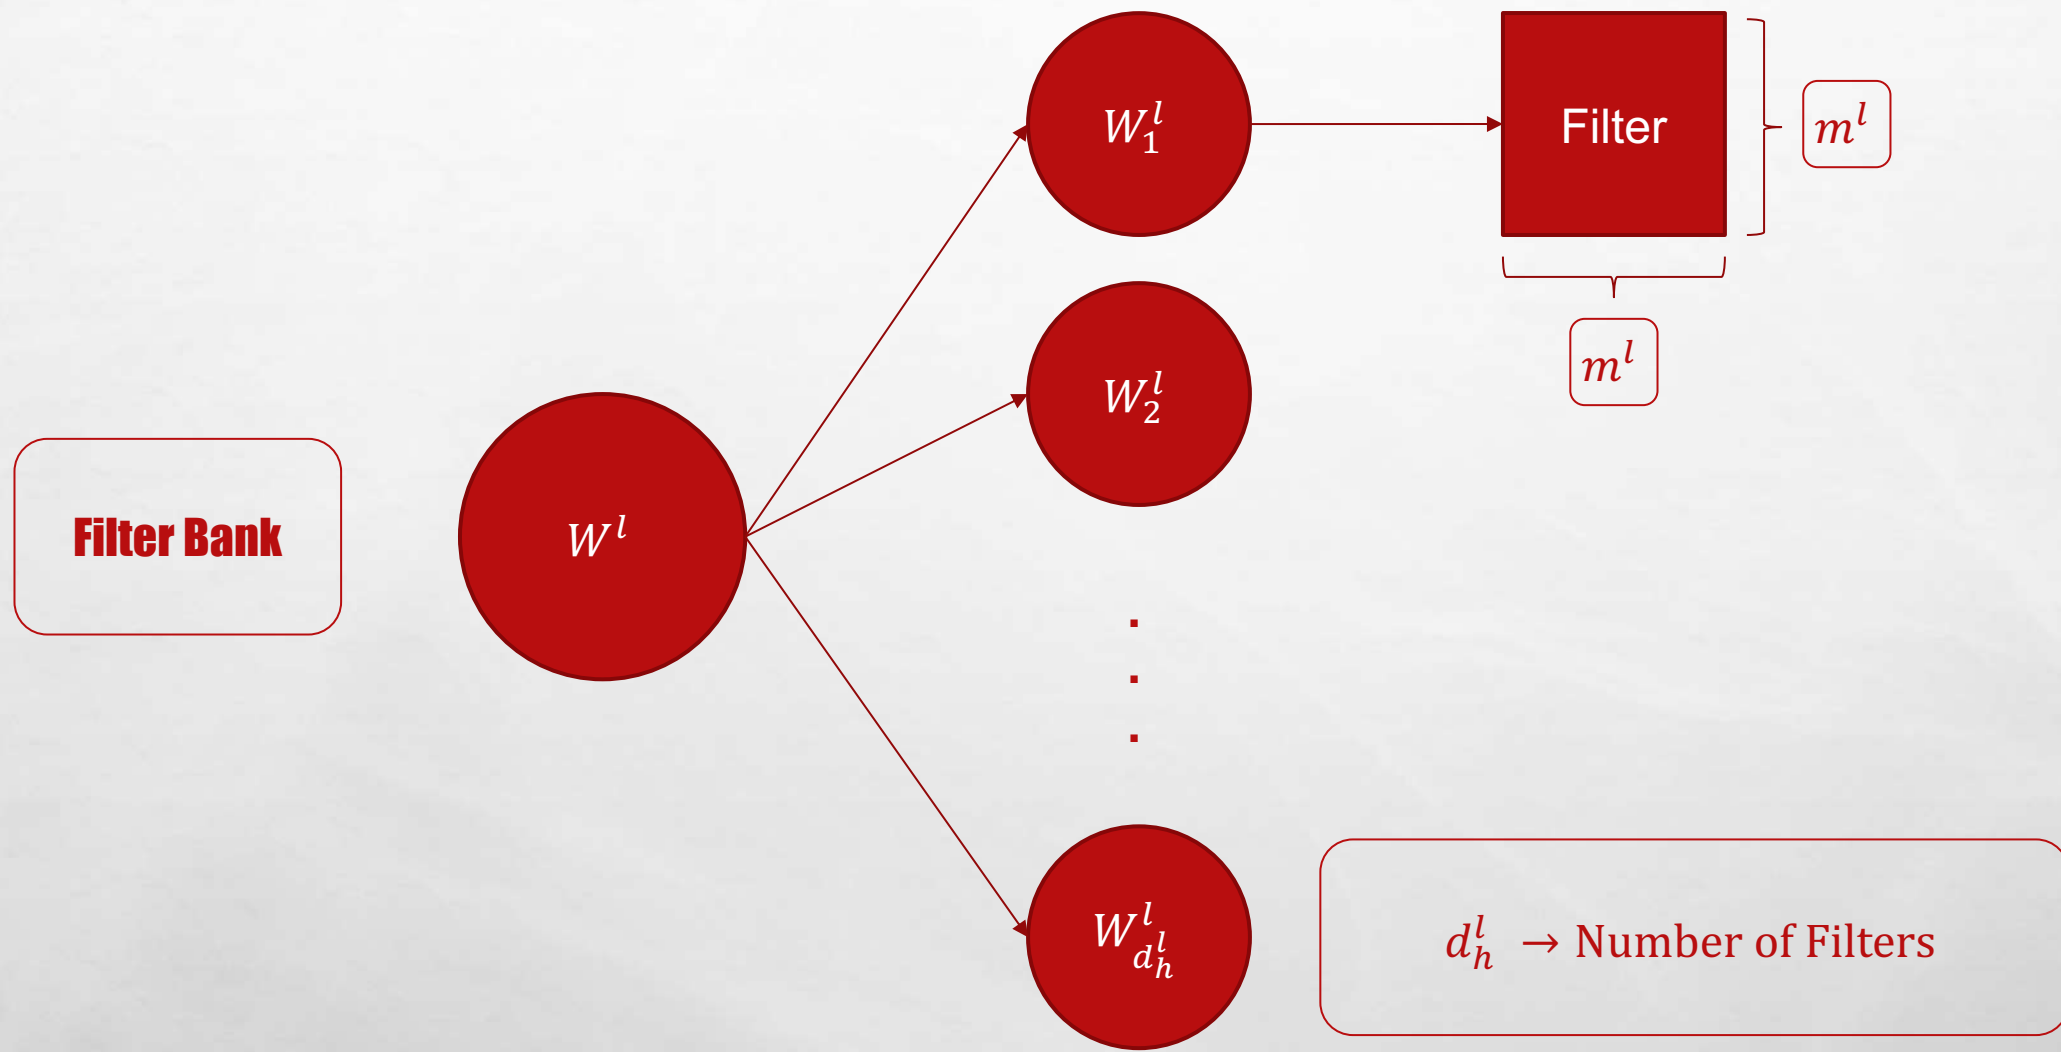 W_1^l
Filter
m^l
m^l
W_2^l
Filter Bank
W^l
.
.
.
W_{d_h^l}^l
d_h^l → Number of Filters